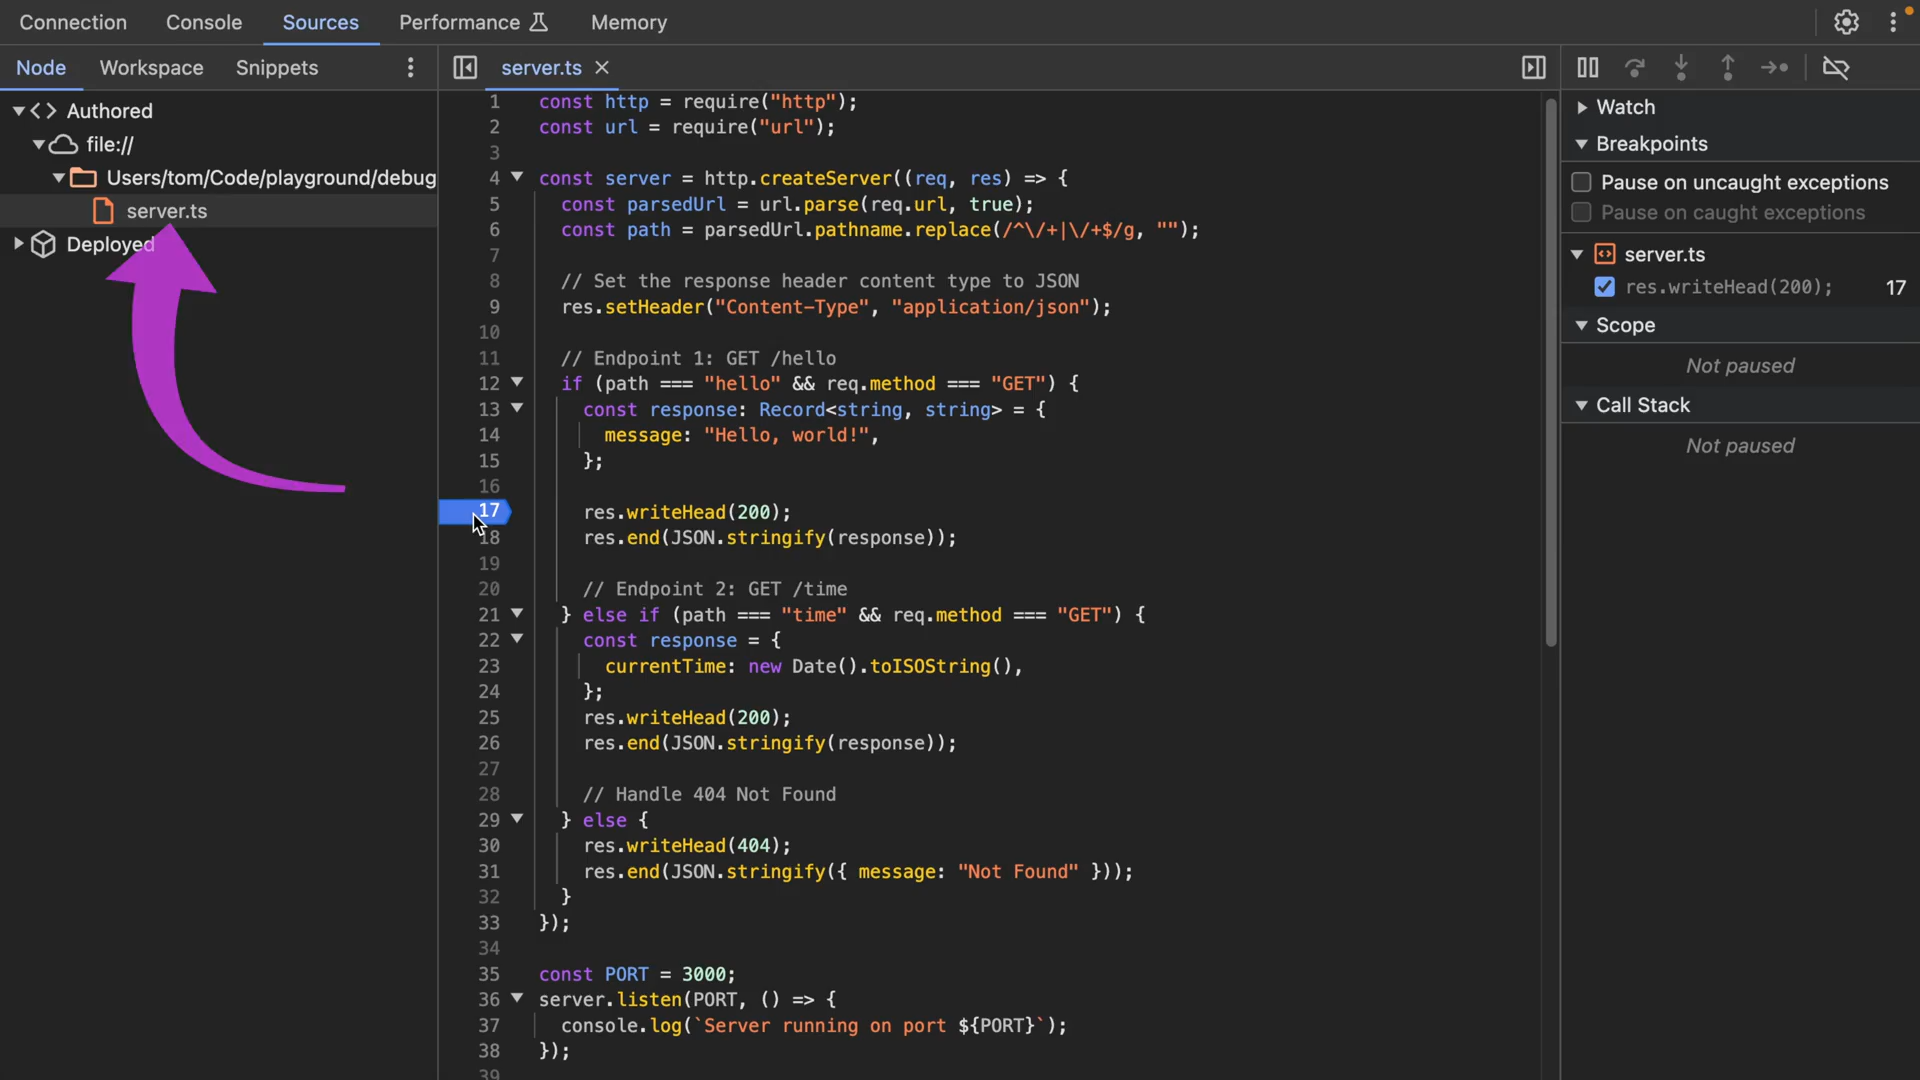 Connection Console Sources Performance Memory
Node Workspace Snippets
server.ts
Authored
file://
Users/tom/Code/playground/debug
server.ts
Deployed
1 const http = require("http");
2 const url = require("url");
3
4 const server = http.createServer((req, res) => {
5 const parsedUrl = url.parse(req.url, true);
6 const path = parsedUrl.pathname.replace(/^\/+|\/+$/g, "");
7
8 // Set the response header content type to JSON
9 res.setHeader("Content-Type", "application/json");
10
11 // Endpoint 1: GET /hello
12 if (path === "hello" && req.method === "GET") {
13 const response: Record<string, string> = {
14 message: "Hello, world!",
15 };
16
17 res.writeHead(200);
18 res.end(JSON.stringify(response));
19
20 // Endpoint 2: GET /time
21 } else if (path === "time" && req.method === "GET") {
22 const response = {
23 currentTime: new Date().toISOString(),
24 };
25 res.writeHead(200);
26 res.end(JSON.stringify(response));
27
28 // Handle 404 Not Found
29 } else {
30 res.writeHead(404);
31 res.end(JSON.stringify({ message: "Not Found" }));
32 }
33 });
34
35 const PORT = 3000;
36 server.listen(PORT, () => {
37 console.log(`Server running on port ${PORT}`);
38 });
39
Watch
Breakpoints
Pause on uncaught exceptions
Pause on caught exceptions
server.ts
res.writeHead(200); 17
Scope
Not paused
Call Stack
Not paused